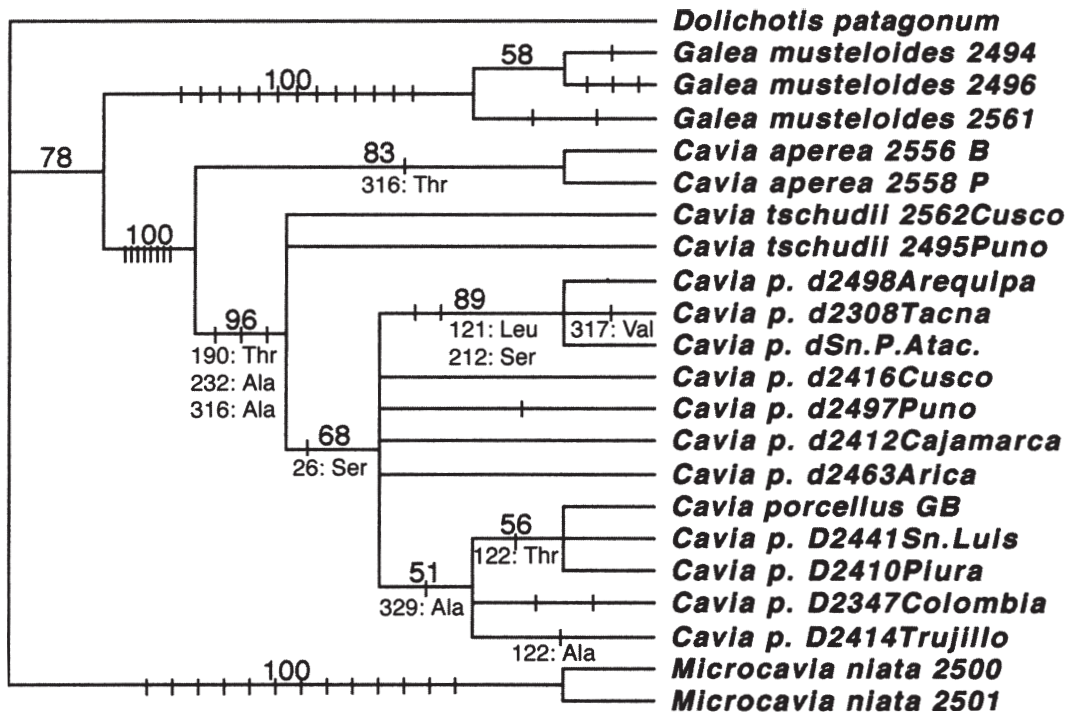 Dolichotis patagonum
Galea musteloides 2494
58
100
Galea musteloides 2496
Galea musteloides 2561
78
83
Cavia aperea 2556 B
316: Thr
Cavia aperea 2558 P
Cavia tschudii 2562Cusco
100
Cavia tschudii 2495Puno
Cavia p. d2498Arequipa
89
96
Cavia p. d2308Tacna
121: Leu
317: Val
190: Thr
212: Ser
Cavia p. dSn.P.Atac.
232: Ala
Cavia p. d2416Cusco
316: Ala
Cavia p. d2497Puno
68
Cavia p. d2412Cajamarca
26: Ser
Cavia p. d2463Arica
Cavia porcellus GB
56
Cavia p. D2441Sn.Luis
122: Thr
51
Cavia p. D2410Piura
329: Ala
Cavia p. D2347Colombia
Cavia p. D2414Trujillo
122: Ala
100
Microcavia niata 2500
Microcavia niata 2501